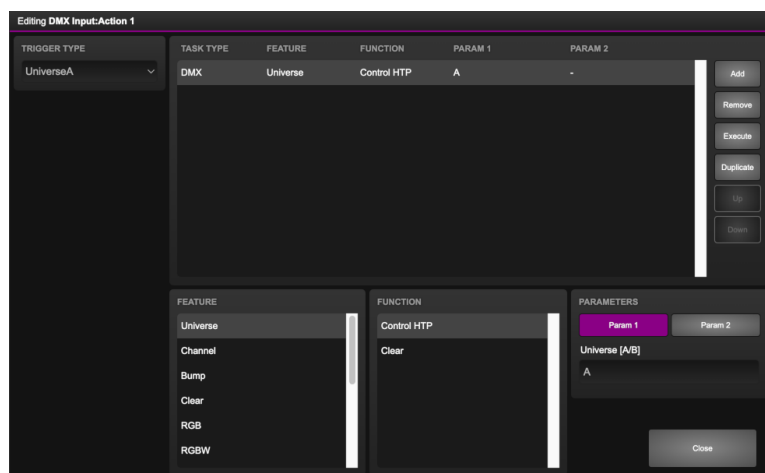 Editing DMX Input:Action 1
TRIGGER TYPE
UniverseA
TASK TYPE FEATURE FUNCTION PARAM 1 PARAM 2
DMX Universe Control HTP A -
Add
Remove
Execute
Duplicate
Up
Down
FEATURE
Universe
Channel
Bump
Clear
RGB
RGBW
FUNCTION
Control HTP
Clear
PARAMETERS
Param 1 Param 2
Universe [A/B]
A
Close